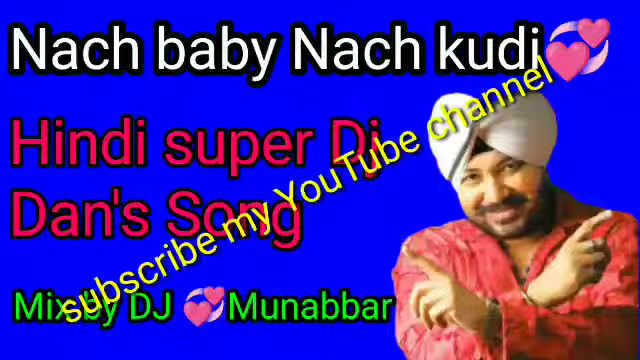 Nach baby Nach kudi💞
Hindi super Dj
Dan's Song
subscribe my YouTube channel
Mix by DJ 💞Munabbar